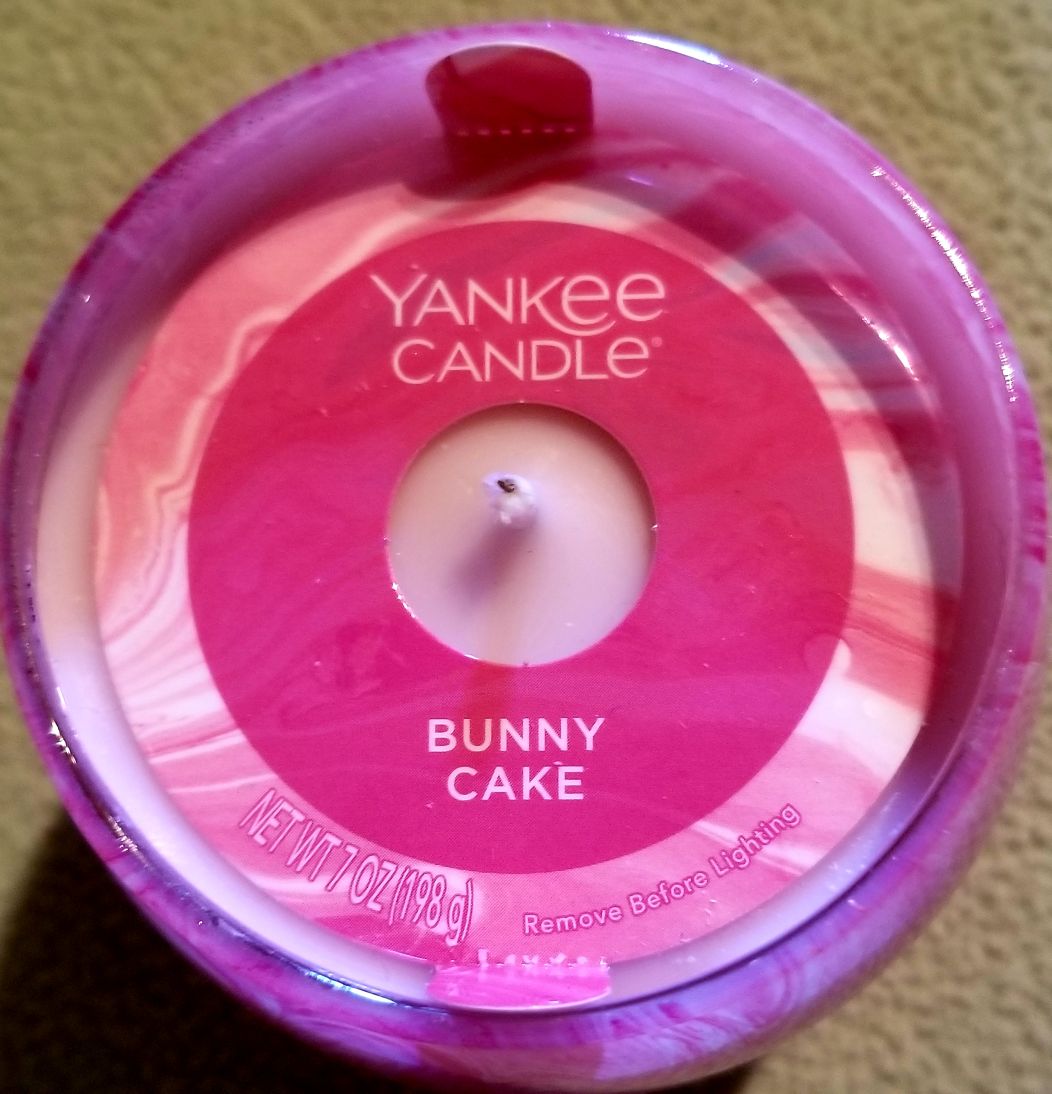 YANKee
CANDLe®
BUNNY
CAKE
NET WT 7 OZ (198 g)
Remove Before Lighting